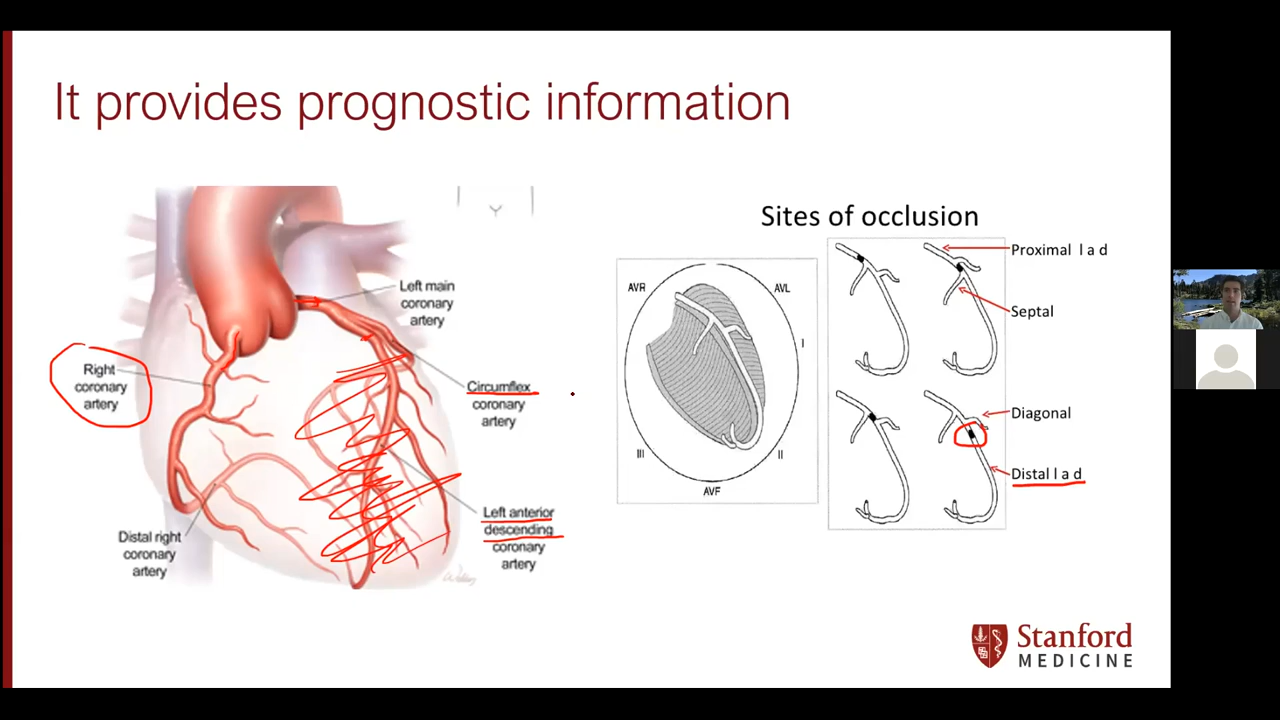 It provides prognostic information
Left main
coronary
artery
Right
coronary
artery
Circumflex
coronary
artery
Left anterior
descending
coronary
artery
Distal right
coronary
artery
Sites of occlusion
AVR
AVL
I
III
II
AVF
Proximal l a d
Septal
Diagonal
Distal l a d
Stanford
MEDICINE